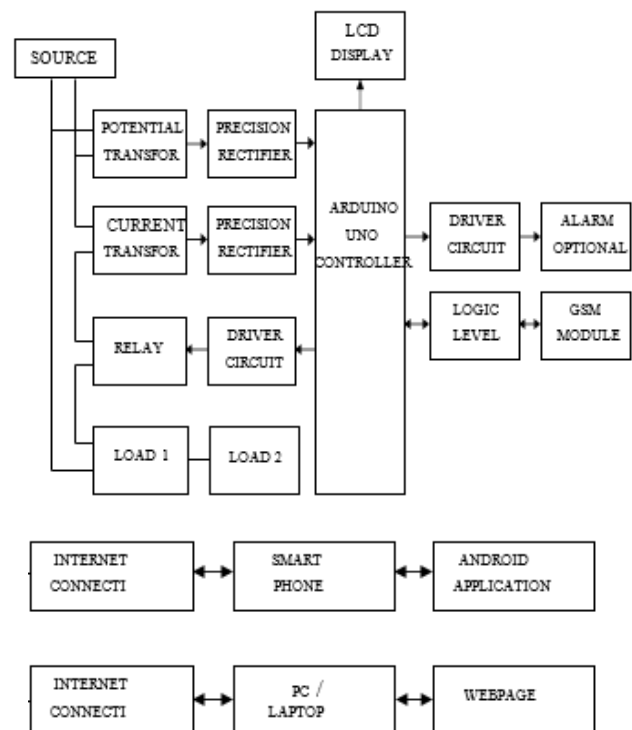 LCD
DISPLAY
SOURCE
POTENTIAL
TRANSFOR
PRECISION
RECTIFIER
CURRENT
TRANSFOR
PRECISION
RECTIFIER
ARDUINO
UNO
CONTROLLER
DRIVER
CIRCUIT
ALARM
OPTIONAL
LOGIC
LEVEL
GSM
MODULE
RELAY
DRIVER
CIRCUIT
LOAD 1
LOAD 2
INTERNET
CONNECTI
SMART
PHONE
ANDROID
APPLICATION
INTERNET
CONNECTI
PC /
LAPTOP
WEBPAGE